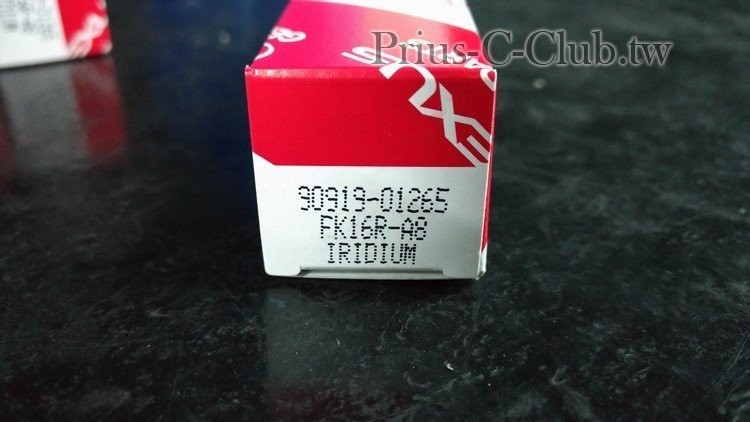 Prius-C-Club.tw
90919-01265
FK16R-A8
IRIDIUM